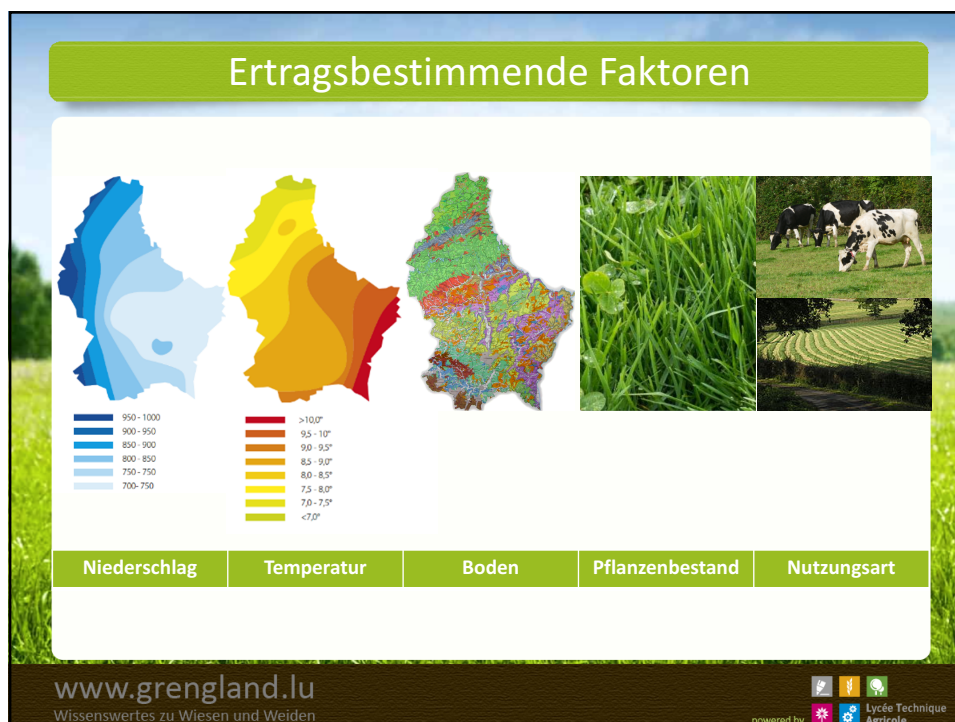 Ertragsbestimmende Faktoren
950 - 1000
900 - 950
850 - 900
800 - 850
750 - 750
700- 750
>10,0°
9,5 - 10°
9,0 - 9,5°
8,5 - 9,0°
8,0 - 8,5°
7,5 - 8,0°
7,0 - 7,5°
<7,0°
Niederschlag Temperatur Boden Pflanzenbestand Nutzungsart
www.grengland.lu
Wissenswertes zu Wiesen und Weiden
powered by
Lycée Technique
Agricole